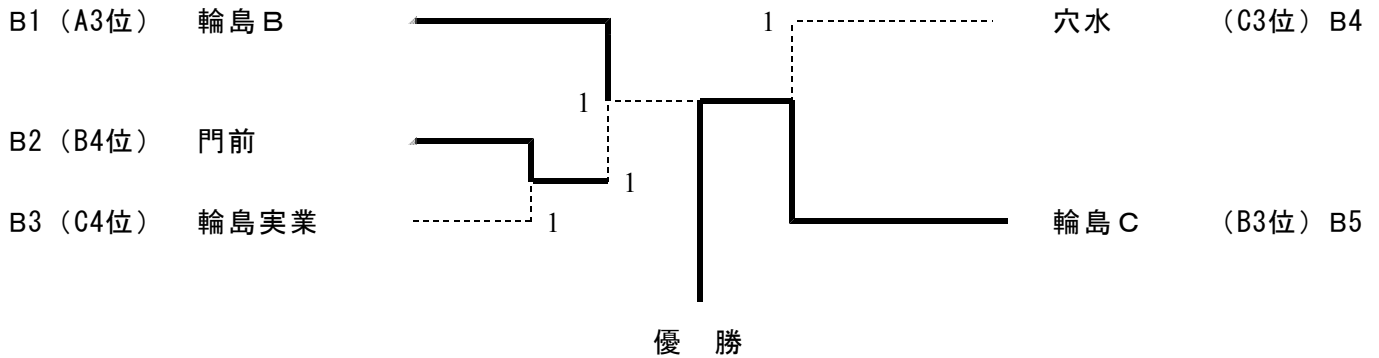 B1（A3位） 輪島B 1 穴水 （C3位）B4
1
B2（B4位） 門前
1
B3（C4位） 輪島実業 1 輪島C （B3位）B5
優 勝